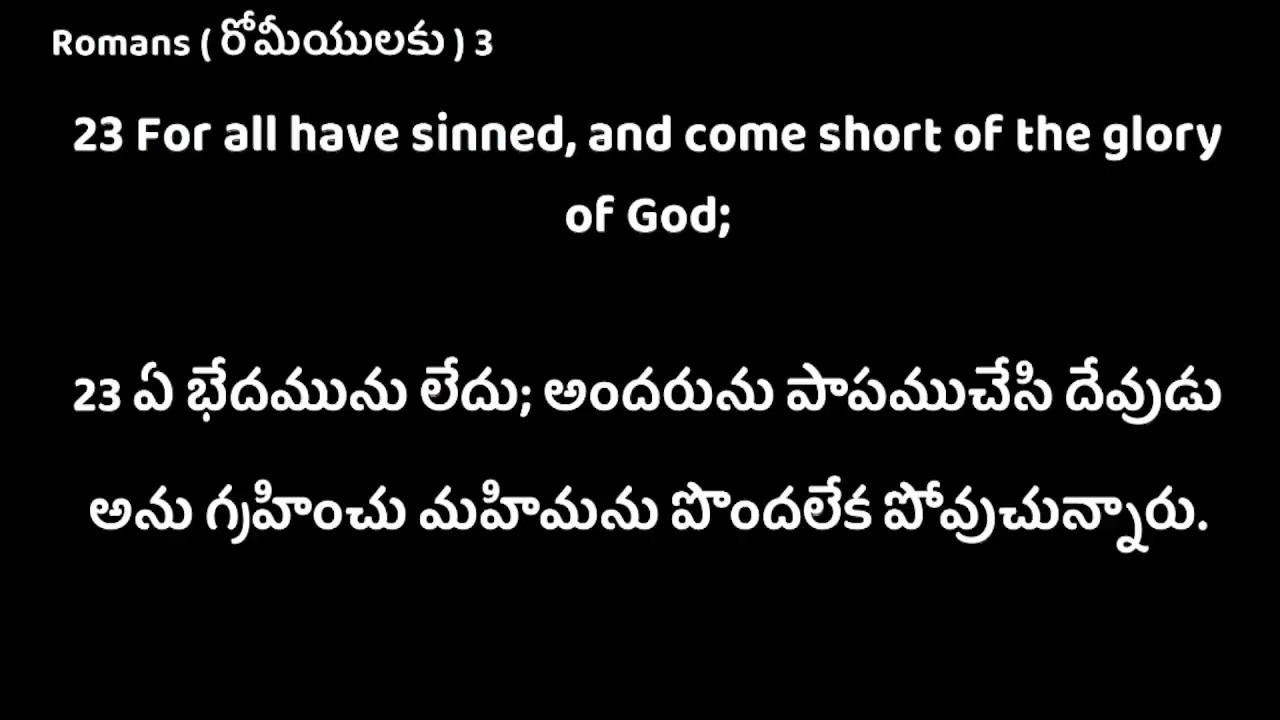 Romans ( రోమీయులకు ) 3
23 For all have sinned, and come short of the glory
of God;
23 ఏ భేదమును లేదు; అందరును పాపముచేసి దేవుడు
అను గ్రహించు మహిమను పొందలేక పోవుచున్నారు.